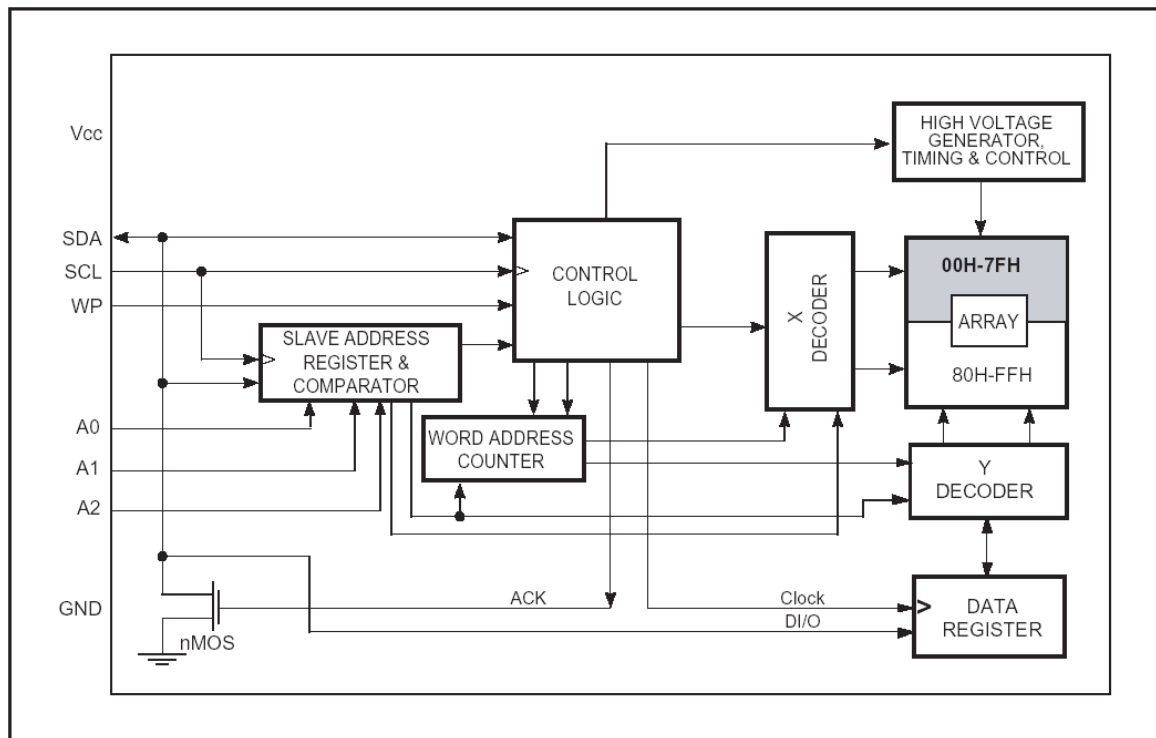 Vcc
HIGH VOLTAGE
GENERATOR,
TIMING & CONTROL
SDA
SCL
WP
CONTROL
LOGIC
X
DECODER
00H-7FH
ARRAY
80H-FFH
SLAVE ADDRESS
REGISTER &
COMPARATOR
A0
A1
A2
WORD ADDRESS
COUNTER
Y
DECODER
GND
nMOS
ACK
Clock
DI/O
DATA
REGISTER